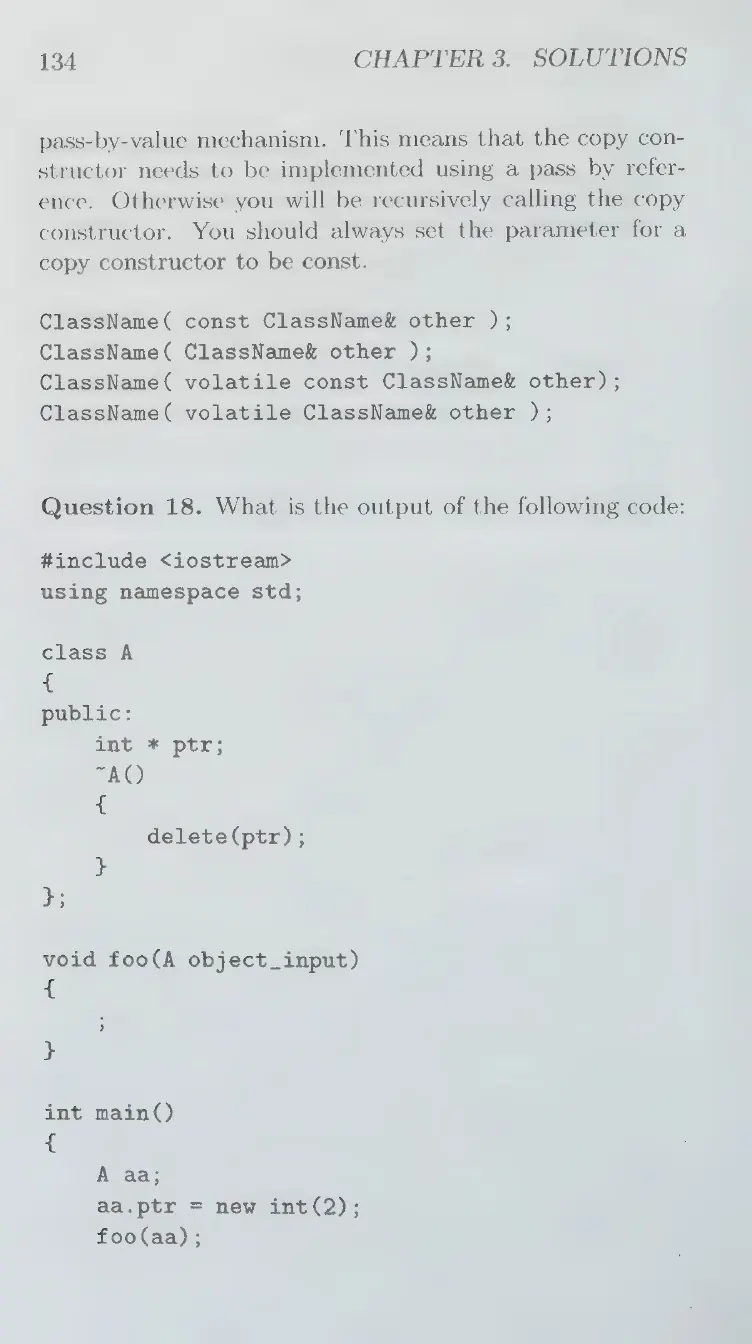 134 CHAPTER 3. SOLUTIONS
pass-by-value mechanism. This means that the copy con-
structor needs to be implemented using a pass by refer-
ence. Otherwise you will be recursively calling the copy
constructor. You should always set the parameter for a
copy constructor to be const.
ClassName( const ClassName& other );
ClassName( ClassName& other );
ClassName( volatile const ClassName& other);
ClassName( volatile ClassName& other );
Question 18. What is the output of the following code:
#include <iostream>
using namespace std;
class A
{
public:
    int * ptr;
    ~A()
    {
        delete(ptr);
    }
};
void foo(A object_input)
{
    ;
}
int main()
{
    A aa;
    aa.ptr = new int(2);
    foo(aa);